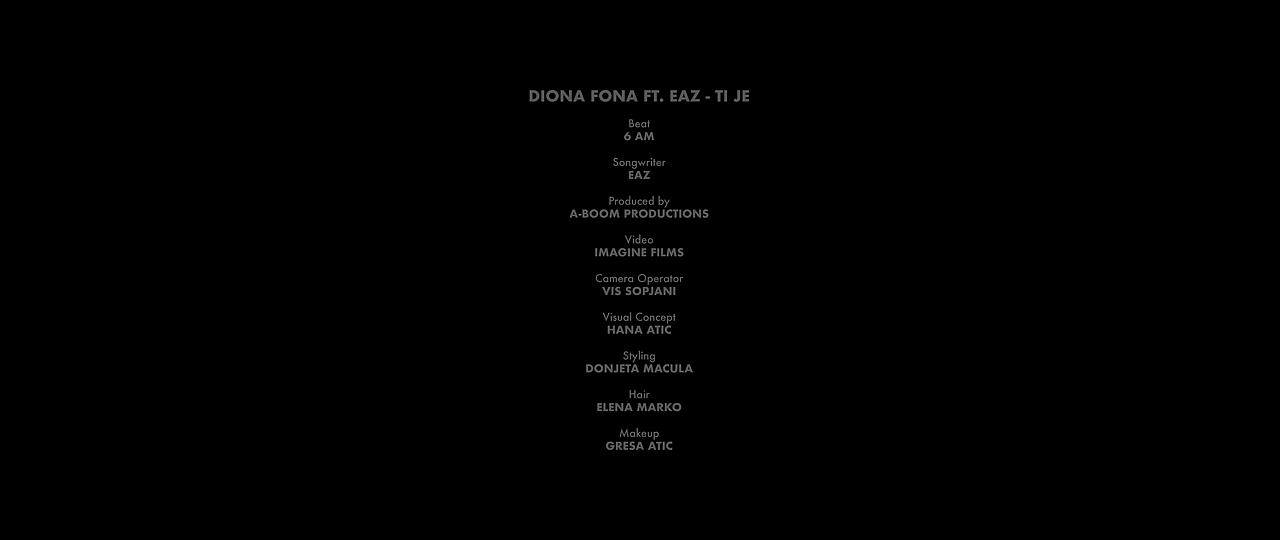 DIONA FONA FT. EAZ - TI JE
Beat
6 AM
Songwriter
EAZ
Produced by
A-BOOM PRODUCTIONS
Video
IMAGINE FILMS
Camera Operator
VIS SOPJANI
Visual Concept
HANA ATIC
Styling
DONJETA MACULA
Hair
ELENA MARKO
Makeup
GRESA ATIC